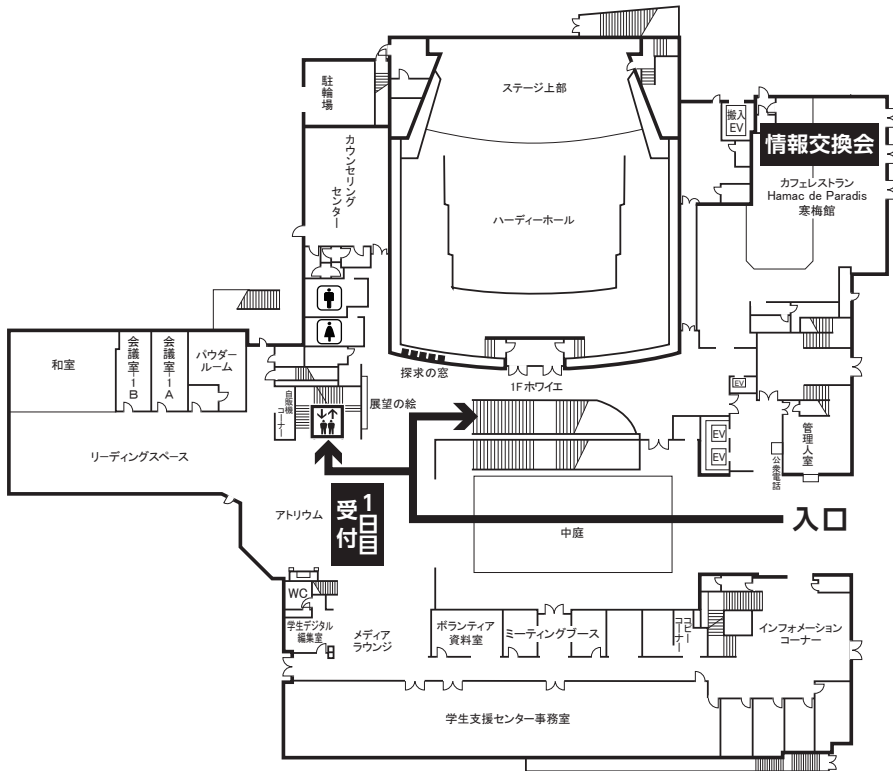 駐輪場
ステージ上部
搬入
EV
情報交換会
カフェレストラン
Hamac de Paradis
寒梅館
カウンセリング
センター
ハーディーホール
和室
会議室1B
会議室1A
パウダー
ルーム
探求の窓
1Fホワイエ
EV
自販機
コーナー
展望の絵
リーディングスペース
EV
EV
公衆電話
管理人室
アトリウム
1日目
受付
中庭
入口
WC
学生デジタル
編集室
メディア
ラウンジ
ボランティア
資料室
ミーティングブース
コピー
コーナー
インフォメーション
コーナー
学生支援センター事務室